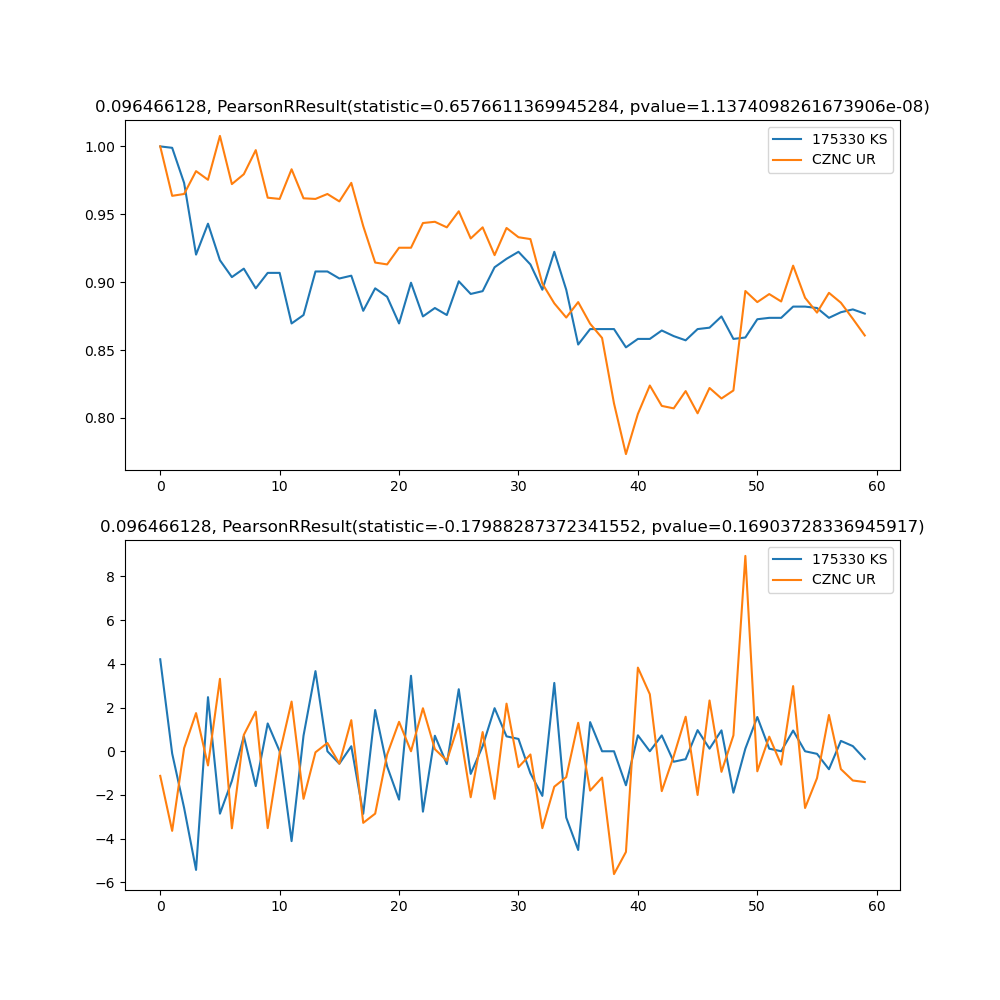 0.096466128, PearsonRResult(statistic=0.6576611369945284, pvalue=1.1374098261673906e-08)
175330 KS
CZNC UR
1.00
0.95
0.90
0.85
0.80
0 10 20 30 40 50 60
0.096466128, PearsonRResult(statistic=-0.17988287372341552, pvalue=0.16903728336945917)
175330 KS
CZNC UR
8
6
4
2
0
−2
−4
−6
0 10 20 30 40 50 60